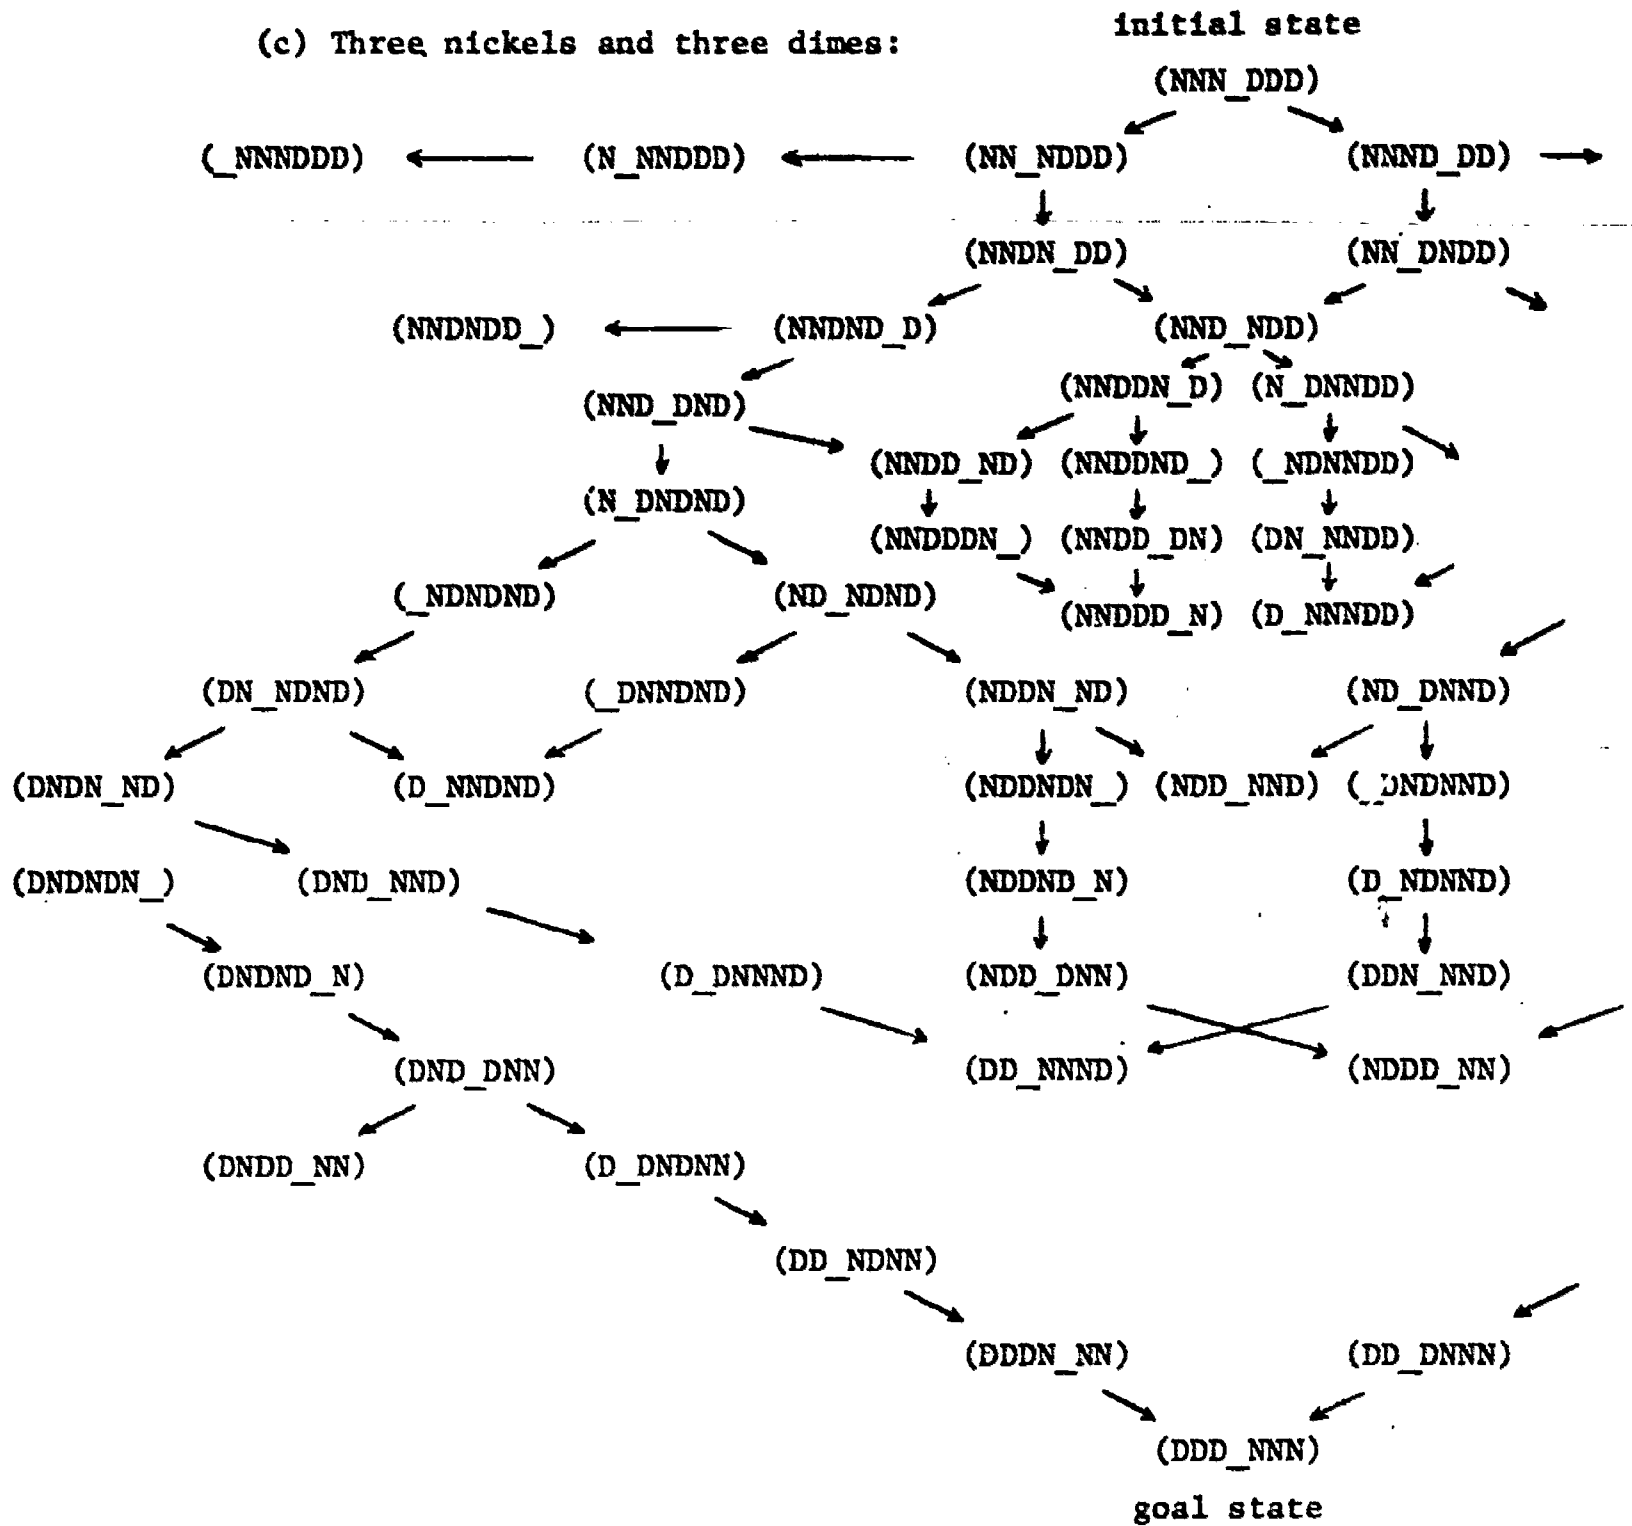 (c) Three nickels and three dimes:
initial state
(NNN_DDD)
(_NNNDDD) (N_NNDDD) (NN_NDDD) (NNND_DD)
(NNDN_DD) (NN_DNDD)
(NNDNDD_) (NNDND_D) (NND_NDD)
(NNDDN_D) (N_DNNDD)
(NND_DND)
(NNDD_ND) (NNDDND_) (_NDNNDD)
(N_DNDND)
(NNDDDN_) (NNDD_DN) (DN_NNDD)
(_NDNDND) (ND_NDND)
(NNDDD_N) (D_NNNDD)
(DN_NDND) (_DNNDND) (NDDN_ND) (ND_DNND)
(DNDN_ND) (D_NNDND) (NDDNDN_) (NDD_NND) (_DNDNND)
(DNDNDN_) (DND_NND) (NDDND_N) (D_NDNND)
(DNDND_N) (D_DNNND) (NDD_DNN) (DDN_NND)
(DND_DNN) (DD_NNND) (NDDD_NN)
(DNDD_NN) (D_DNDNN)
(DD_NDNN)
(DDDN_NN) (DD_DNNN)
(DDD_NNN)
goal state